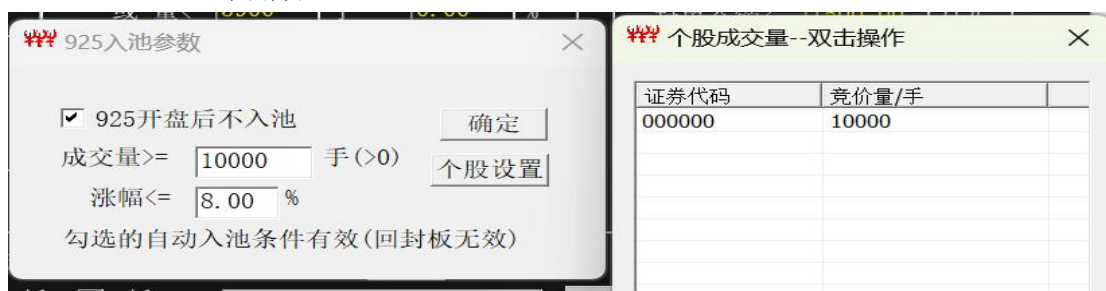 925入池参数
925开盘后不入池
确定
成交量>= 10000 手(>0)
个股设置
涨幅<= 8.00 %
勾选的自动入池条件有效(回封板无效)
个股成交量--双击操作
证券代码 竞价量/手
000000 10000